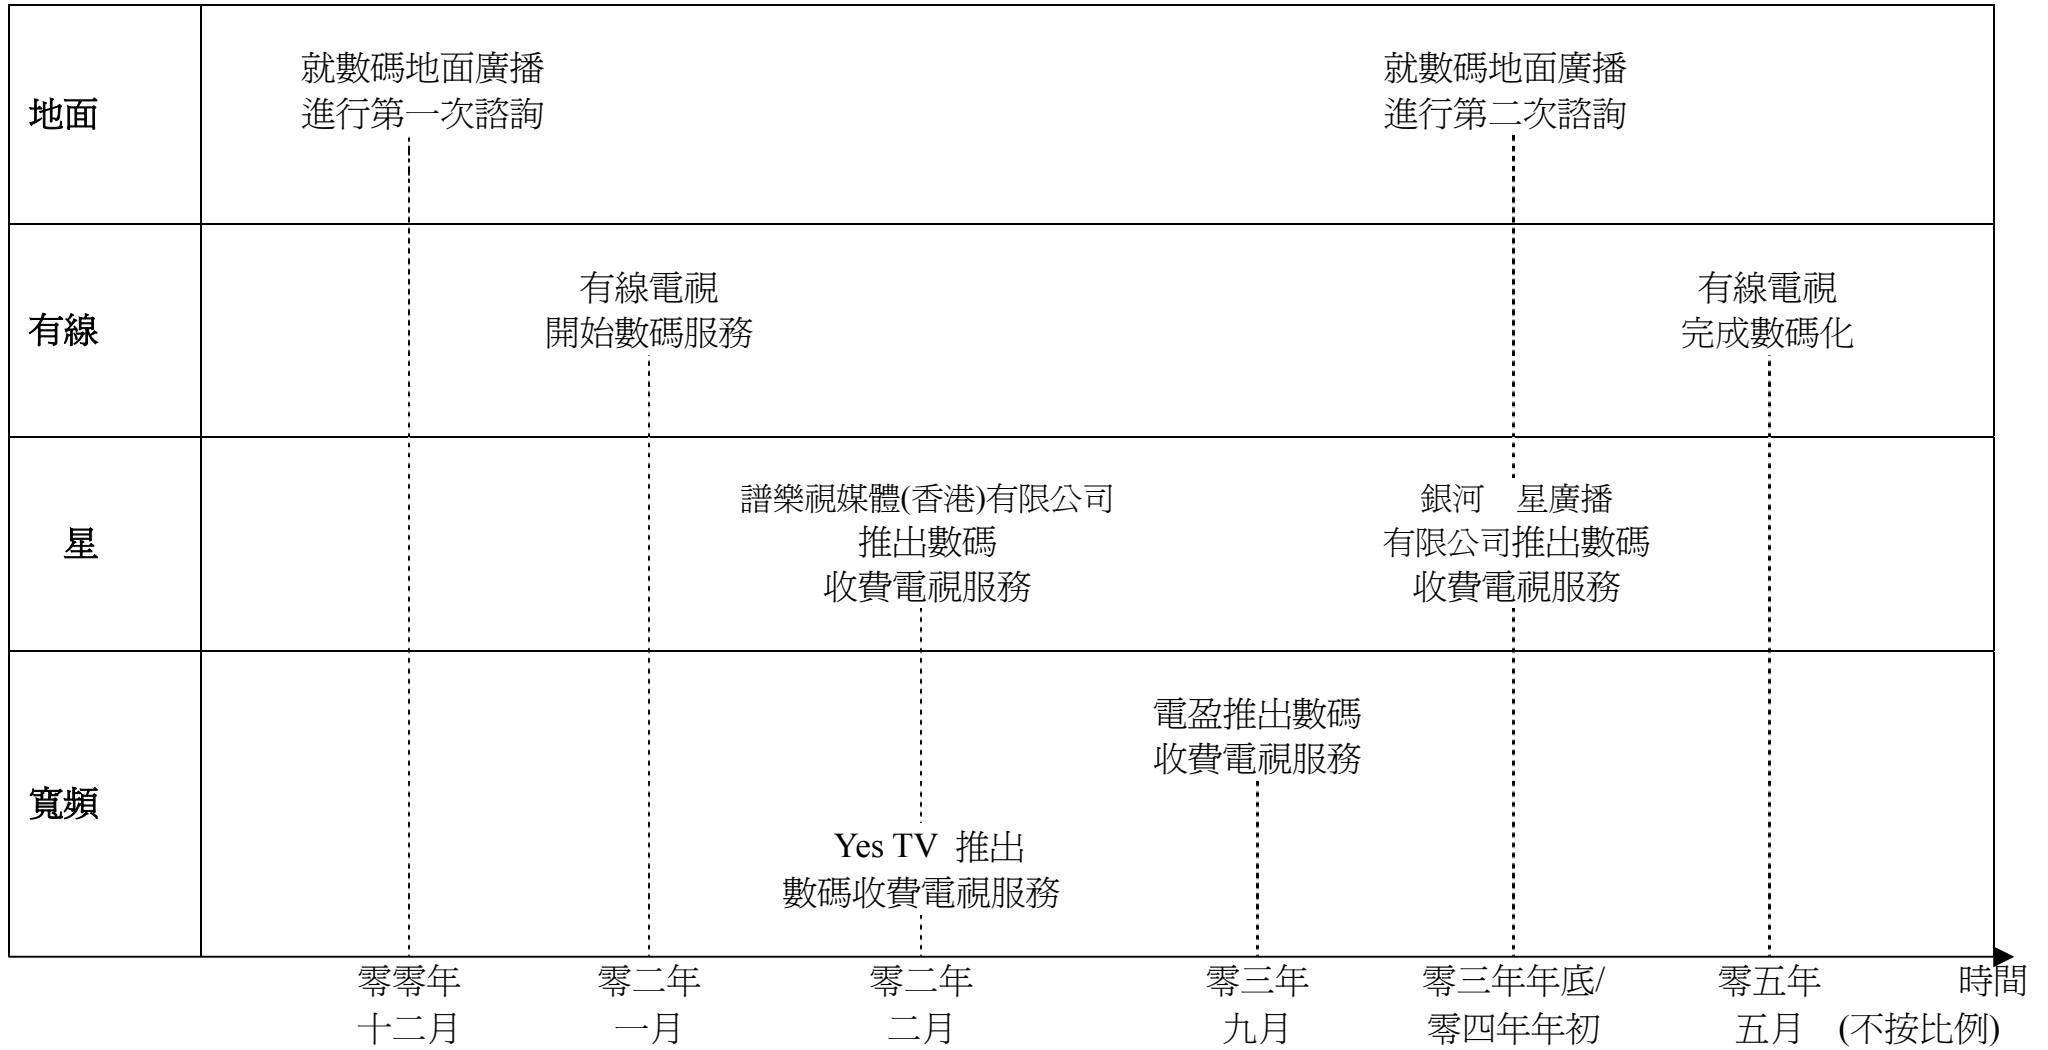 地面
就數碼地面廣播
進行第一次諮詢
就數碼地面廣播
進行第二次諮詢
有線
有線電視
開始數碼服務
有線電視
完成數碼化
星
譜樂視媒體(香港)有限公司
推出數碼
收費電視服務
銀河 星廣播
有限公司推出數碼
收費電視服務
寬頻
電盈推出數碼
收費電視服務
Yes TV 推出
數碼收費電視服務
零零年
十二月
零二年
一月
零二年
二月
零三年
九月
零三年年底/
零四年年初
零五年
五月
時間
(不按比例)